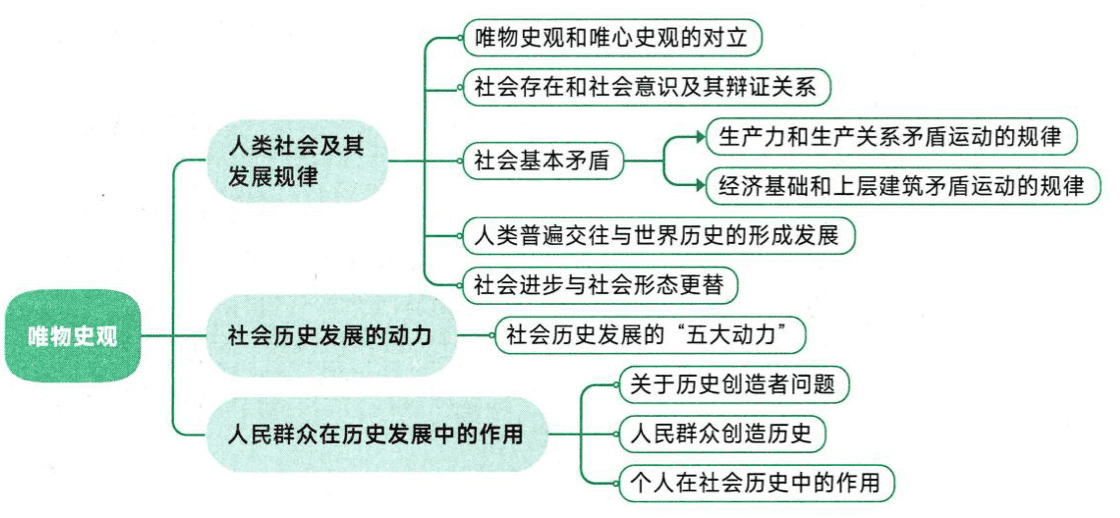 唯物史观
人类社会及其
发展规律
唯物史观和唯心史观的对立
社会存在和社会意识及其辩证关系
社会基本矛盾
生产力和生产关系矛盾运动的规律
经济基础和上层建筑矛盾运动的规律
人类普遍交往与世界历史的形成发展
社会进步与社会形态更替
社会历史发展的动力
社会历史发展的“五大动力”
人民群众在历史发展中的作用
关于历史创造者问题
人民群众创造历史
个人在社会历史中的作用